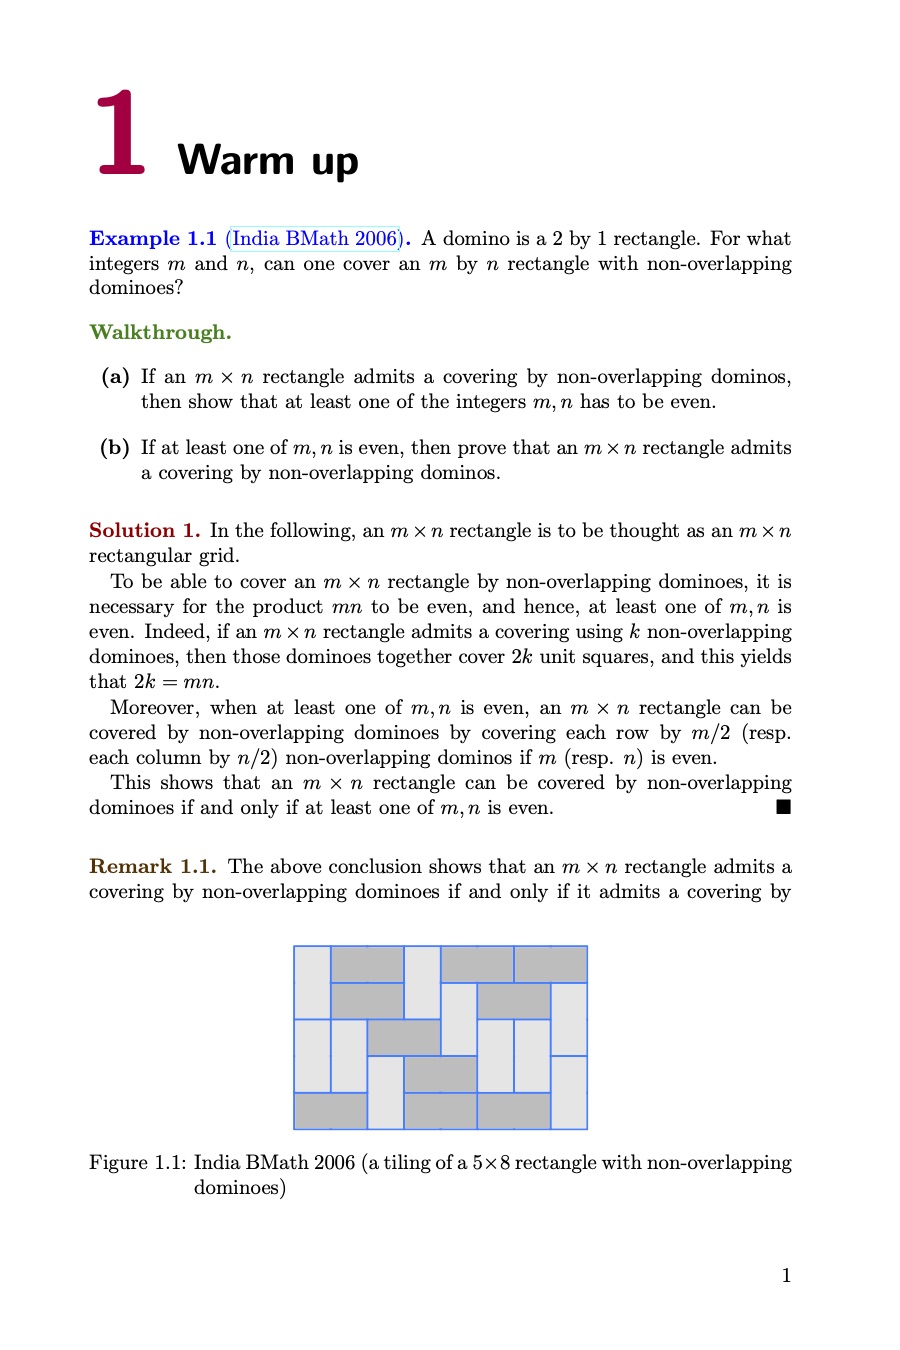 1 Warm up
Example 1.1 (India BMath 2006). A domino is a 2 by 1 rectangle. For what
integers m and n, can one cover an m by n rectangle with non-overlapping
dominoes?
Walkthrough.
(a) If an m × n rectangle admits a covering by non-overlapping dominos,
then show that at least one of the integers m, n has to be even.
(b) If at least one of m, n is even, then prove that an m × n rectangle admits
a covering by non-overlapping dominos.
Solution 1. In the following, an m × n rectangle is to be thought as an m × n
rectangular grid.
To be able to cover an m × n rectangle by non-overlapping dominoes, it is
necessary for the product mn to be even, and hence, at least one of m, n is
even. Indeed, if an m × n rectangle admits a covering using k non-overlapping
dominoes, then those dominoes together cover 2k unit squares, and this yields
that 2k = mn.
Moreover, when at least one of m, n is even, an m × n rectangle can be
covered by non-overlapping dominoes by covering each row by m/2 (resp.
each column by n/2) non-overlapping dominos if m (resp. n) is even.
This shows that an m × n rectangle can be covered by non-overlapping
dominoes if and only if at least one of m, n is even. ■
Remark 1.1. The above conclusion shows that an m × n rectangle admits a
covering by non-overlapping dominoes if and only if it admits a covering by
Figure 1.1: India BMath 2006 (a tiling of a 5×8 rectangle with non-overlapping
dominoes)
1